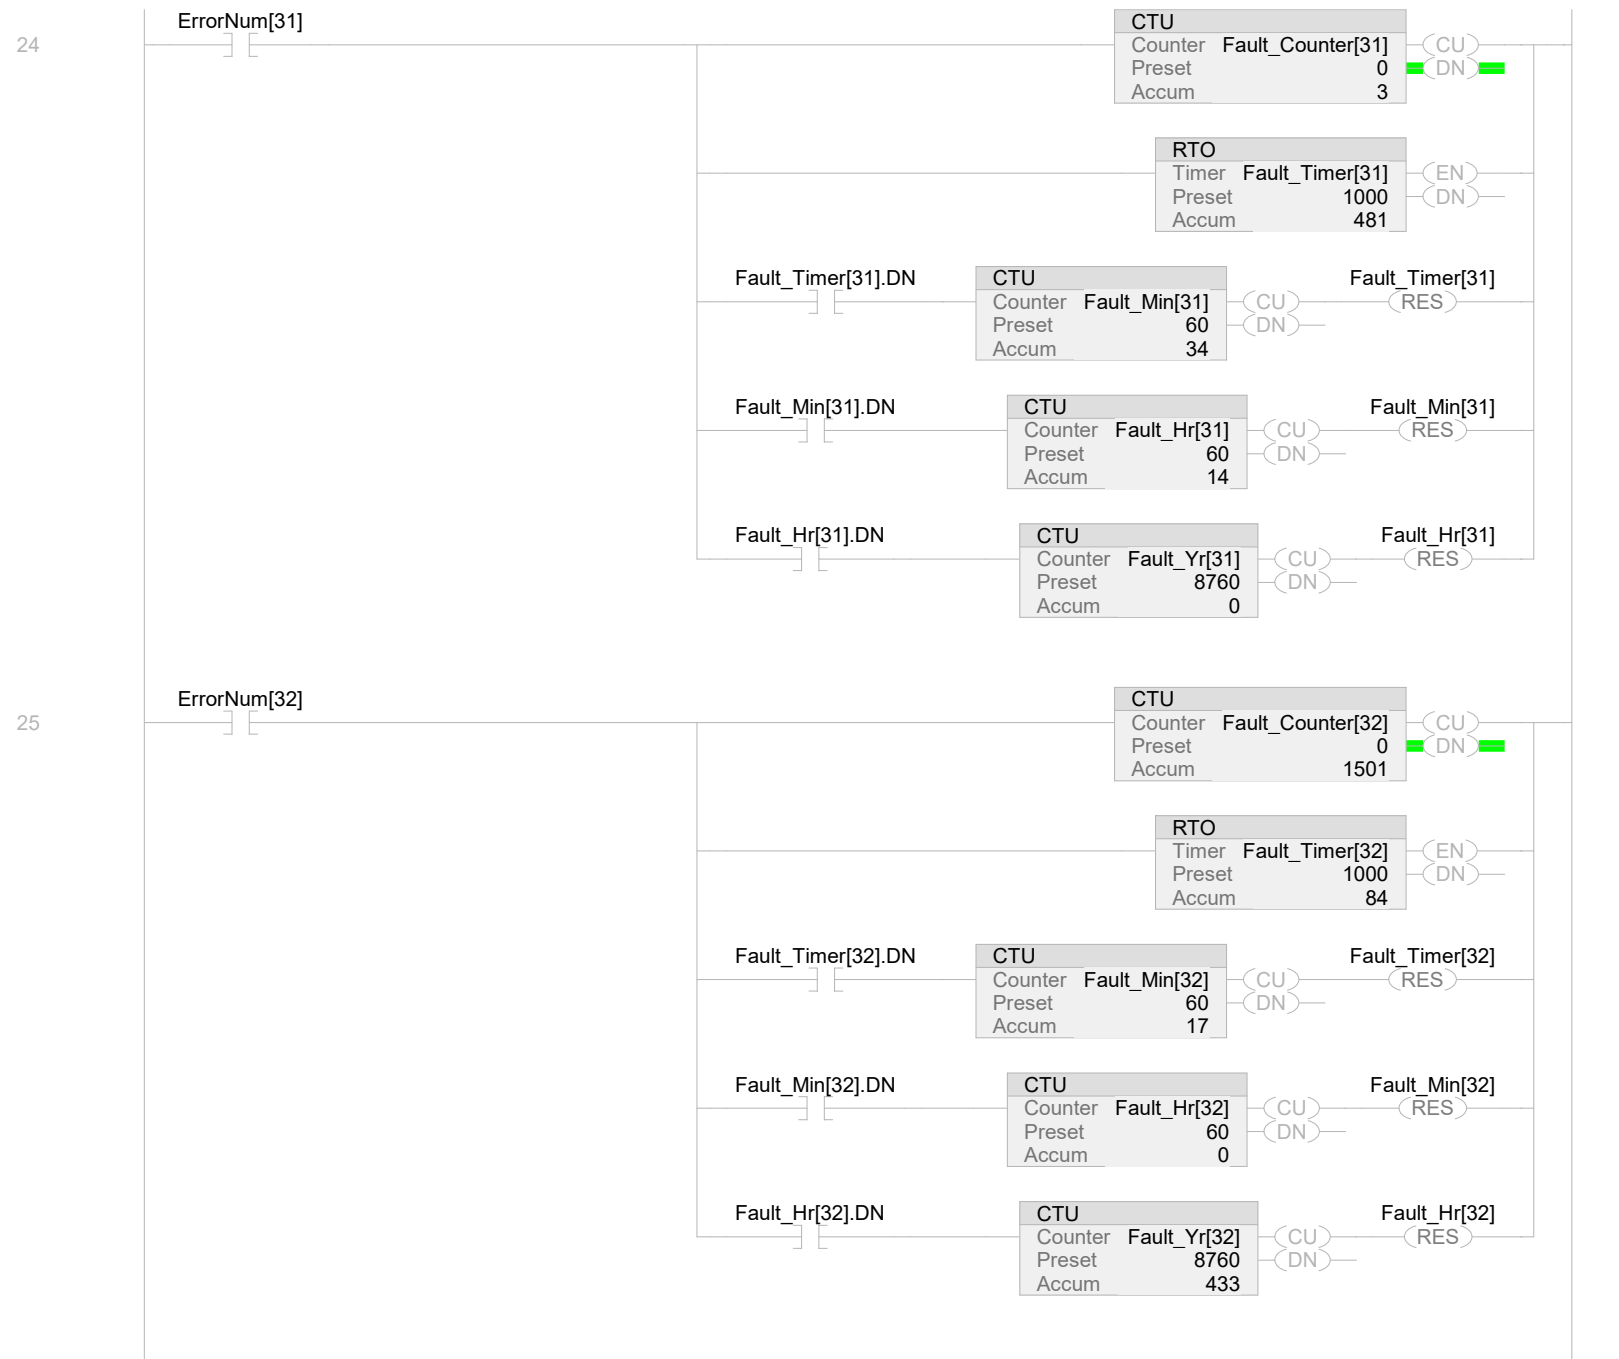 24
ErrorNum[31]
CTU
Counter Fault_Counter[31] CU
Preset 0 DN
Accum 3
RTO
Timer Fault_Timer[31] EN
Preset 1000 DN
Accum 481
Fault_Timer[31].DN
CTU
Counter Fault_Min[31] CU
Preset 60 DN
Accum 34
Fault_Timer[31]
RES
Fault_Min[31].DN
CTU
Counter Fault_Hr[31] CU
Preset 60 DN
Accum 14
Fault_Min[31]
RES
Fault_Hr[31].DN
CTU
Counter Fault_Yr[31] CU
Preset 8760 DN
Accum 0
Fault_Hr[31]
RES
25
ErrorNum[32]
CTU
Counter Fault_Counter[32] CU
Preset 0 DN
Accum 1501
RTO
Timer Fault_Timer[32] EN
Preset 1000 DN
Accum 84
Fault_Timer[32].DN
CTU
Counter Fault_Min[32] CU
Preset 60 DN
Accum 17
Fault_Timer[32]
RES
Fault_Min[32].DN
CTU
Counter Fault_Hr[32] CU
Preset 60 DN
Accum 0
Fault_Min[32]
RES
Fault_Hr[32].DN
CTU
Counter Fault_Yr[32] CU
Preset 8760 DN
Accum 433
Fault_Hr[32]
RES